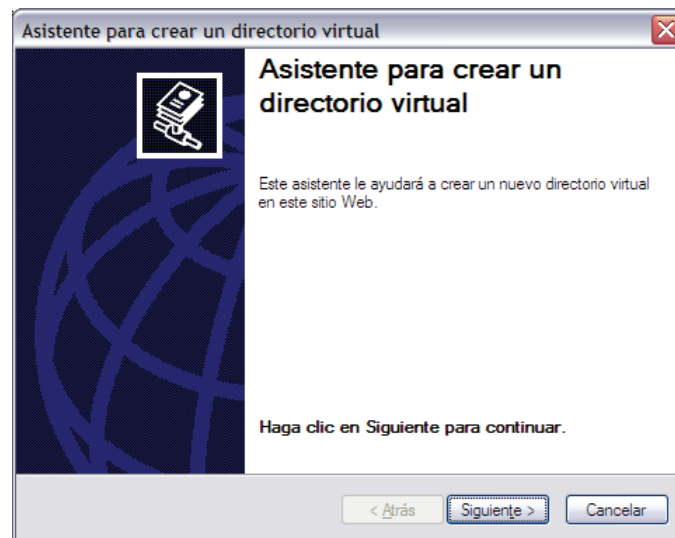 Asistente para crear un directorio virtual
Asistente para crear un
directorio virtual
Este asistente le ayudará a crear un nuevo directorio virtual
en este sitio Web.
Haga clic en Siguiente para continuar.
< Atrás
Siguiente >
Cancelar